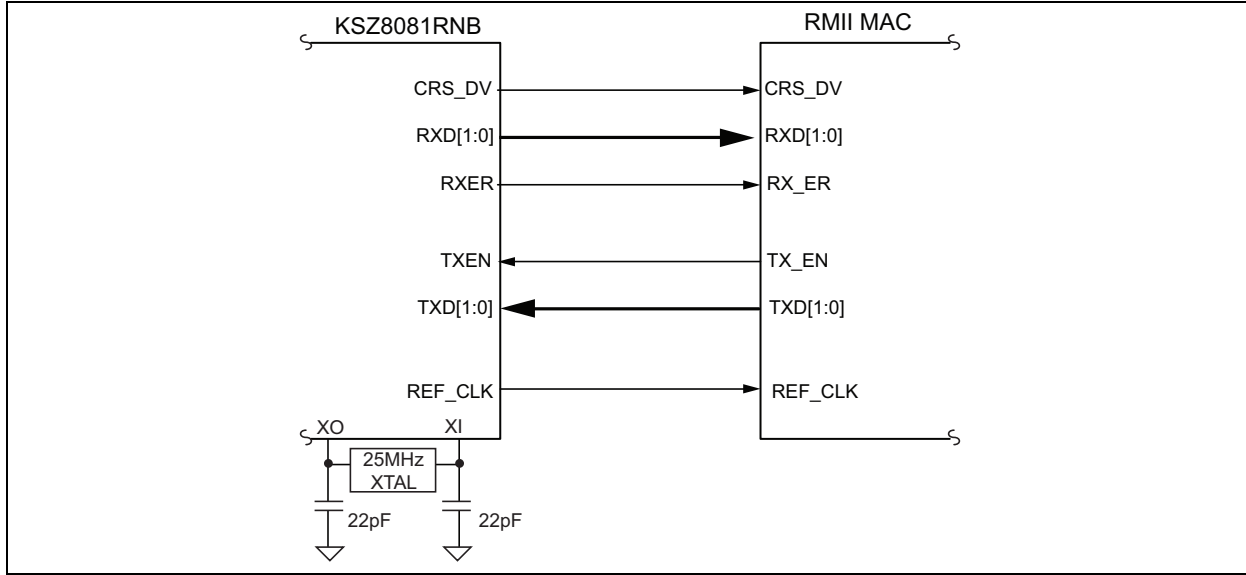 KSZ8081RNB
RMII MAC
CRS_DV
CRS_DV
RXD[1:0]
RXD[1:0]
RXER
RX_ER
TXEN
TX_EN
TXD[1:0]
TXD[1:0]
REF_CLK
REF_CLK
XO
XI
25MHz
XTAL
22pF
22pF